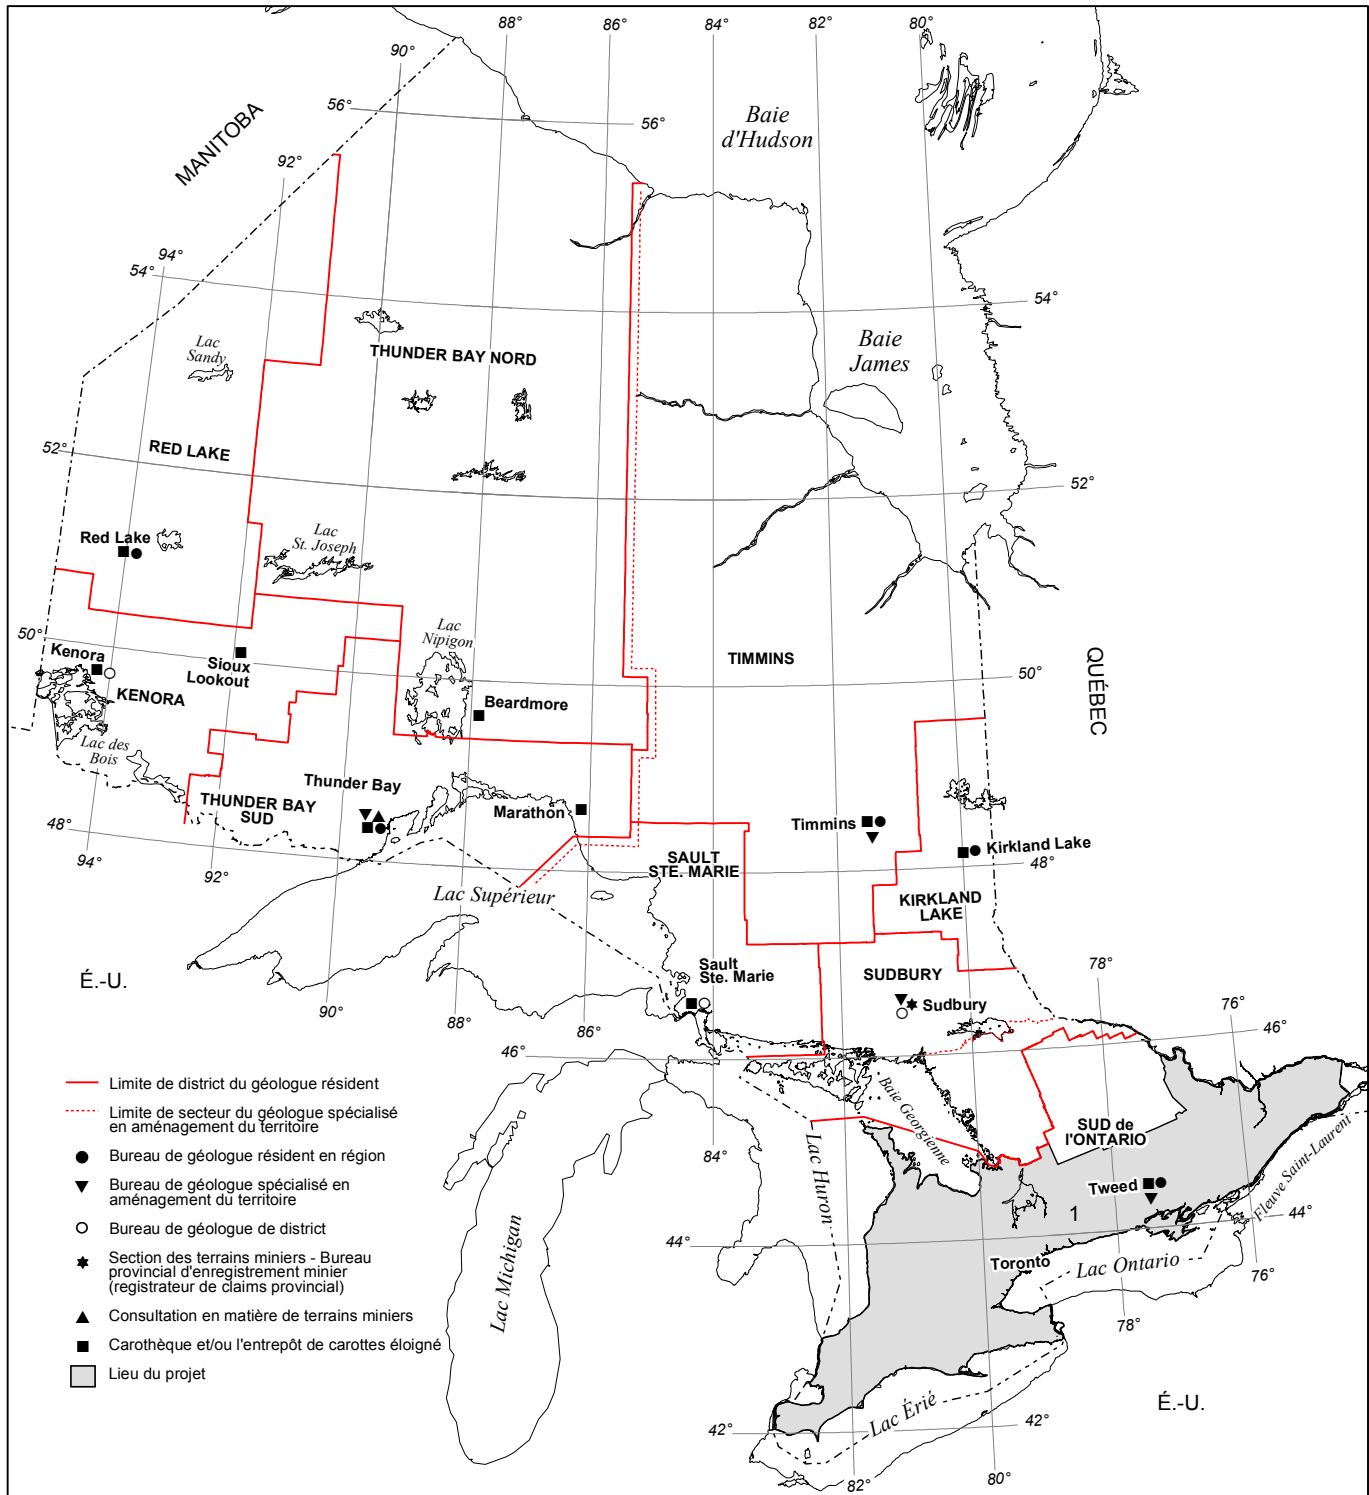 88°
86°
84°
82°
80°
90°
56°
56°
Baie
d'Hudson
MANITOBA
92°
94°
54°
54°
Lac
Sandy
THUNDER BAY NORD
Baie
James
52°
RED LAKE
52°
Red Lake
Lac
St. Joseph
50°
Kenora
Sioux
Lookout
KENORA
Lac
Nipigon
Beardmore
TIMMINS
50°
QUÉBEC
Lac des
Bois
Thunder Bay
THUNDER BAY
SUD
Marathon
Timmins
Kirkland Lake
48°
94°
92°
SAULT
STE. MARIE
48°
Lac Supérieur
KIRKLAND
LAKE
É.-U.
Sault
Ste. Marie
SUDBURY
Sudbury
78°
76°
46°
90°
88°
86°
46°
Limite de district du géologue résident
Limite de secteur du géologue spécialisé
en aménagement du territoire
Bureau de géologue résident en région
Bureau de géologue spécialisé en
aménagement du territoire
Bureau de géologue de district
Section des terrains miniers - Bureau
provincial d'enregistrement minier
(registrateur de claims provincial)
Consultation en matière de terrains miniers
Carothèque et/ou l'entrepôt de carottes éloigné
Lieu du projet
Baie Georgienne
SUD de
l'ONTARIO
84°
Lac Huron
Tweed
Fleuve Saint-Laurent
1
44°
44°
Toronto
Lac Ontario
76°
Lac Michigan
78°
Lac Érié
42°
42°
É.-U.
82°
80°